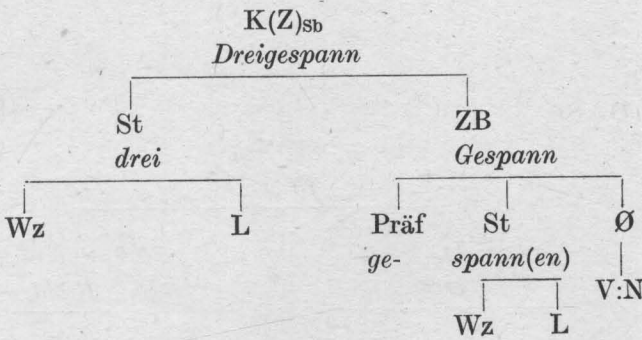 K(Z)Sb
Dreigespann
St ZB
drei Gespann
Wz L Präf St Ø
ge- spann(en)
V:N
Wz L